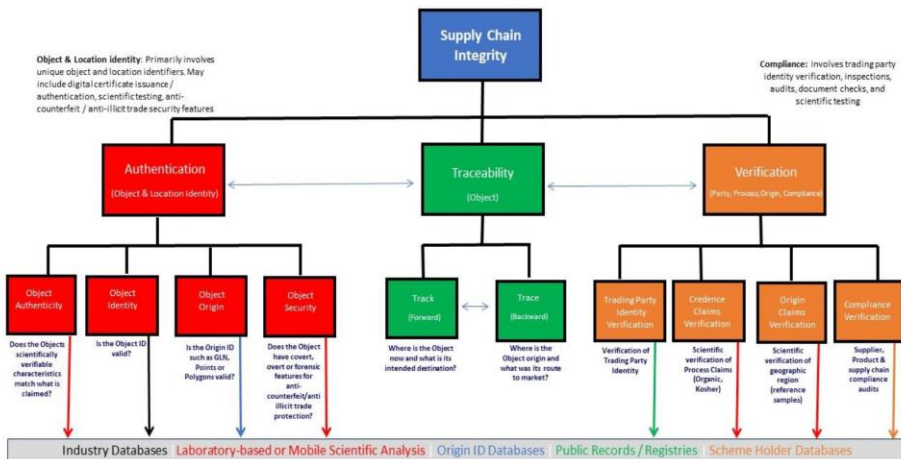 Supply Chain
Integrity
Object & Location identity: Primarily involves
unique object and location identifiers. May
include digital certificate issuance /
authentication, scientific testing, anti-
counterfeit / anti-illicit trade security features
Compliance: Involves trading party
identity verification, inspections,
audits, document checks, and
scientific testing
Authentication
(Object & Location Identity)
Traceability
(Object)
Verification
(Party, Process, Origin, Compliance)
Object
Authenticity
Object
Identity
Object
Origin
Object
Security
Track
(Forward)
Trace
(Backward)
Trading Party
Identity
Verification
Credence
Claims
Verification
Origin
Claims
Verification
Compliance
Verification
Does the Objects
scientifically
verifiable
characteristics
match what is
claimed?
Is the Object ID
valid?
Is the Origin ID
such as GLN,
Points or
Polygons valid?
Does the Object
have covert,
overt or forensic
features for
anti-
counterfeit/anti
illicit trade
protection?
Where is the Object
now and what is its
intended destination?
Where is the
Object origin and
what was its route
to market?
Verification of
Trading Party
Identity
Scientific
verification of
Process Claims
(Organic,
Kosher)
Scientific
verification of
geographic
region
(reference
samples)
Supplier,
Product &
supply chain
compliance
audits
Industry Databases | Laboratory-based or Mobile Scientific Analysis | Origin ID Databases | Public Records / Registries | Scheme Holder Databases